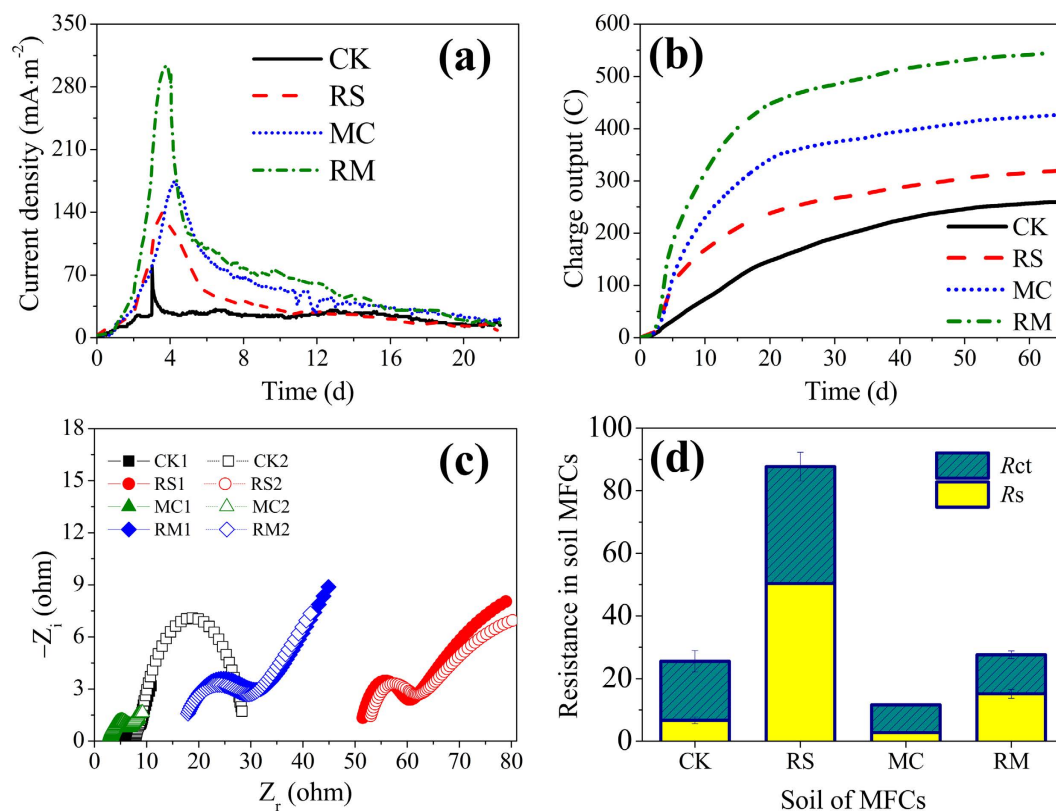 (a)
350
280
210
140
70
0
Current density (mA·m⁻²)
CK
RS
MC
RM
0 4 8 12 16 20
Time (d)
(b)
600
500
400
300
200
100
0
Charge output (C)
CK
RS
MC
RM
0 10 20 30 40 50 60
Time (d)
(c)
18
15
12
9
6
3
0
−Zi (ohm)
CK1 CK2
RS1 RS2
MC1 MC2
RM1 RM2
0 10 20 30 40 50 60 70 80
Zr (ohm)
(d)
100
80
60
40
20
0
Resistance in soil MFCs
Rct
Rs
CK RS MC RM
Soil of MFCs